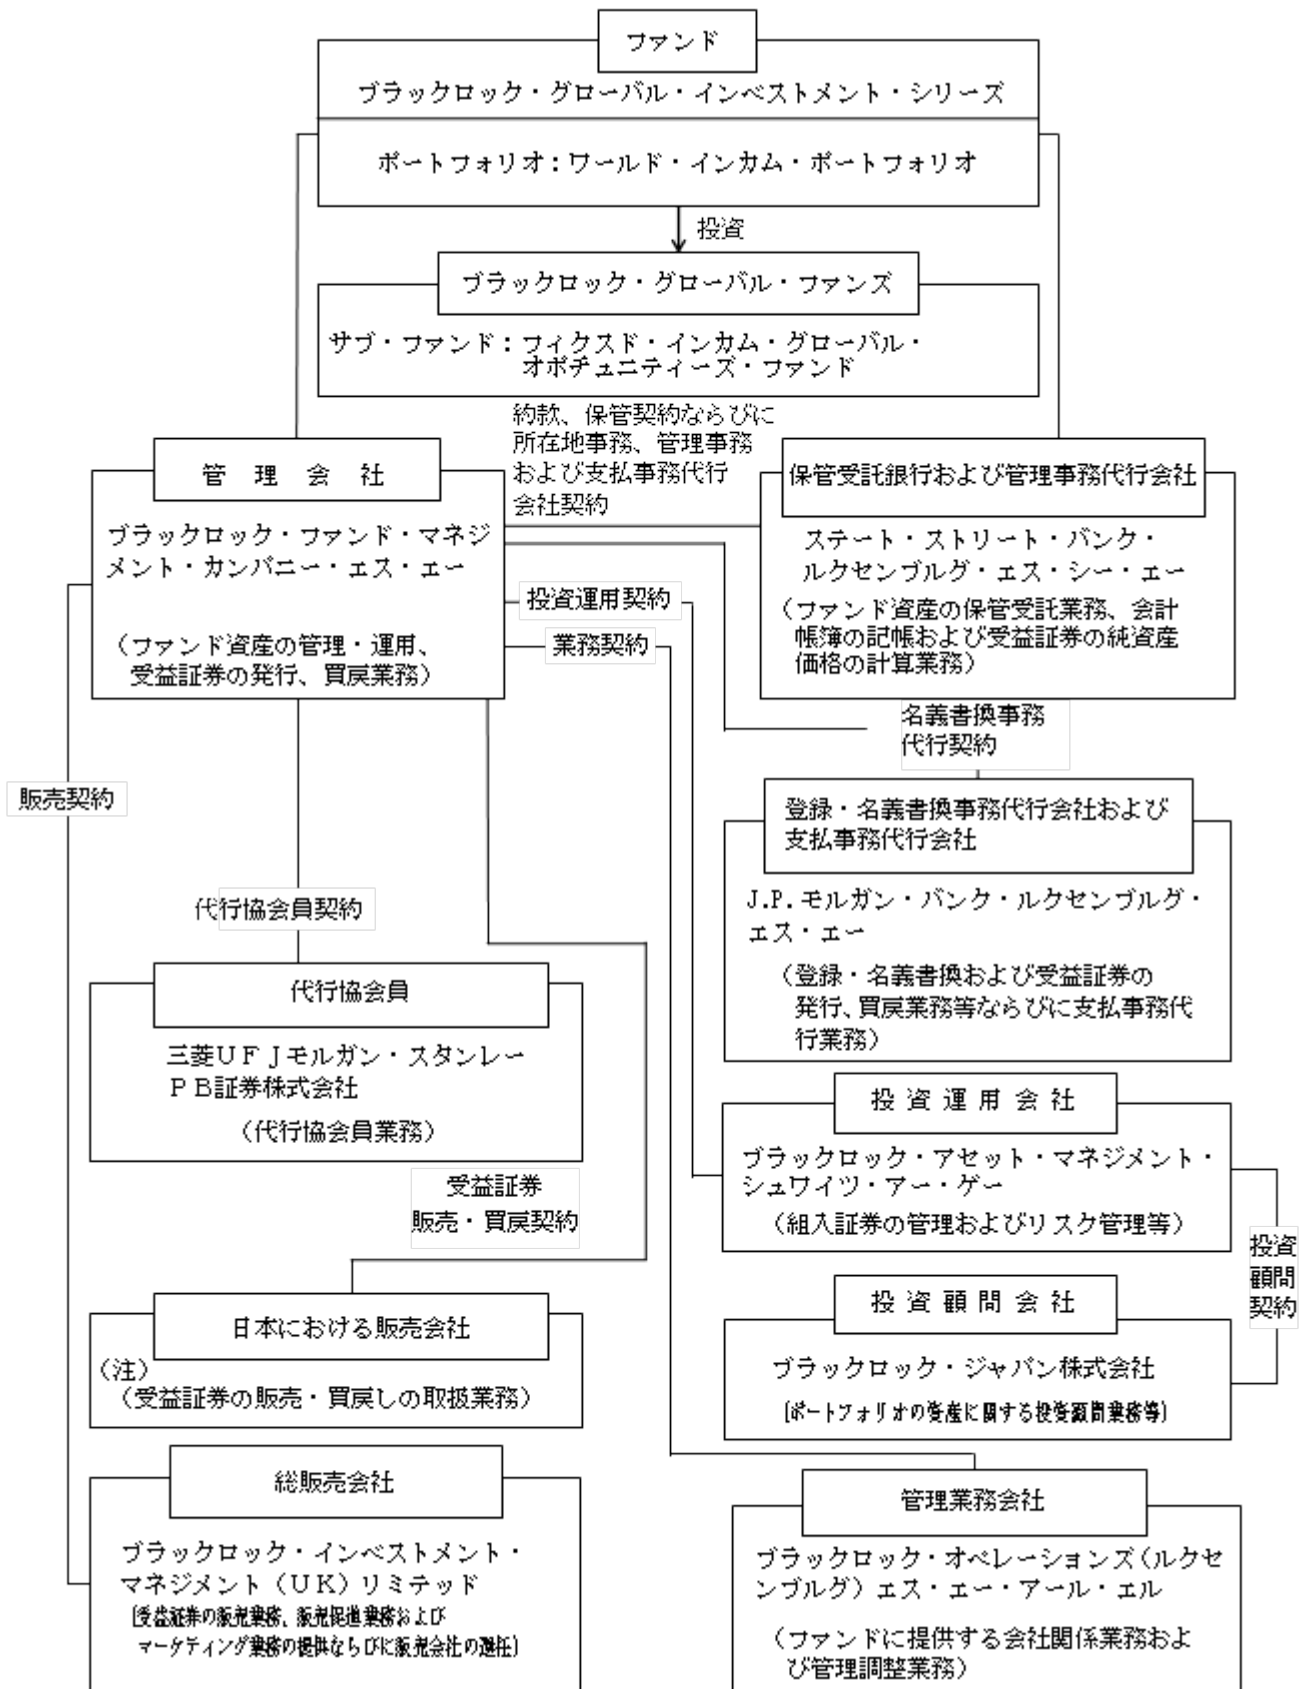 ファンド
ブラックロック・グローバル・インベストメント・シリーズ
ポートフォリオ：ワールド・インカム・ポートフォリオ
投資
ブラックロック・グローバル・ファンズ
サブ・ファンド：フィクスド・インカム・グローバル・
オポチュニティーズ・ファンド
約款、保管契約ならびに
所在地事務、管理事務
および支払事務代行
会社契約
管理会社
ブラックロック・ファンド・マネジ
メント・カンパニー・エス・エー
（ファンド資産の管理・運用、
受益証券の発行、買戻業務）
保管受託銀行および管理事務代行会社
ステート・ストリート・バンク・
ルクセンブルグ・エス・シー・エー
（ファンド資産の保管受託業務、会計
帳簿の記帳および受益証券の純資産
価格の計算業務）
投資運用契約
業務契約
名義書換事務
代行契約
販売契約
登録・名義書換事務代行会社および
支払事務代行会社
J.P.モルガン・バンク・ルクセンブルグ・
エス・エー
（登録・名義書換および受益証券の
発行、買戻業務等ならびに支払事務代
行業務）
代行協会員契約
代行協会員
三菱ＵＦＪモルガン・スタンレー
ＰＢ証券株式会社
（代行協会員業務）
投資運用会社
ブラックロック・アセット・マネジメント・
シュワイツ・アー・ゲー
（組入証券の管理およびリスク管理等）
受益証券
販売・買戻契約
投資
顧問
契約
投資顧問会社
ブラックロック・ジャパン株式会社
（ポートフォリオの資産に関する投資顧問業務等）
日本における販売会社
（注）
（受益証券の販売・買戻しの取扱業務）
総販売会社
ブラックロック・インベストメント・
マネジメント（ＵＫ）リミテッド
（受益証券の販売業務、販売促進業務および
マーケティング業務の提供ならびに販売会社の選任）
管理業務会社
ブラックロック・オペレーションズ（ルクセ
ンブルグ）エス・エー・アール・エル
（ファンドに提供する会社関係業務およ
び管理調整業務）